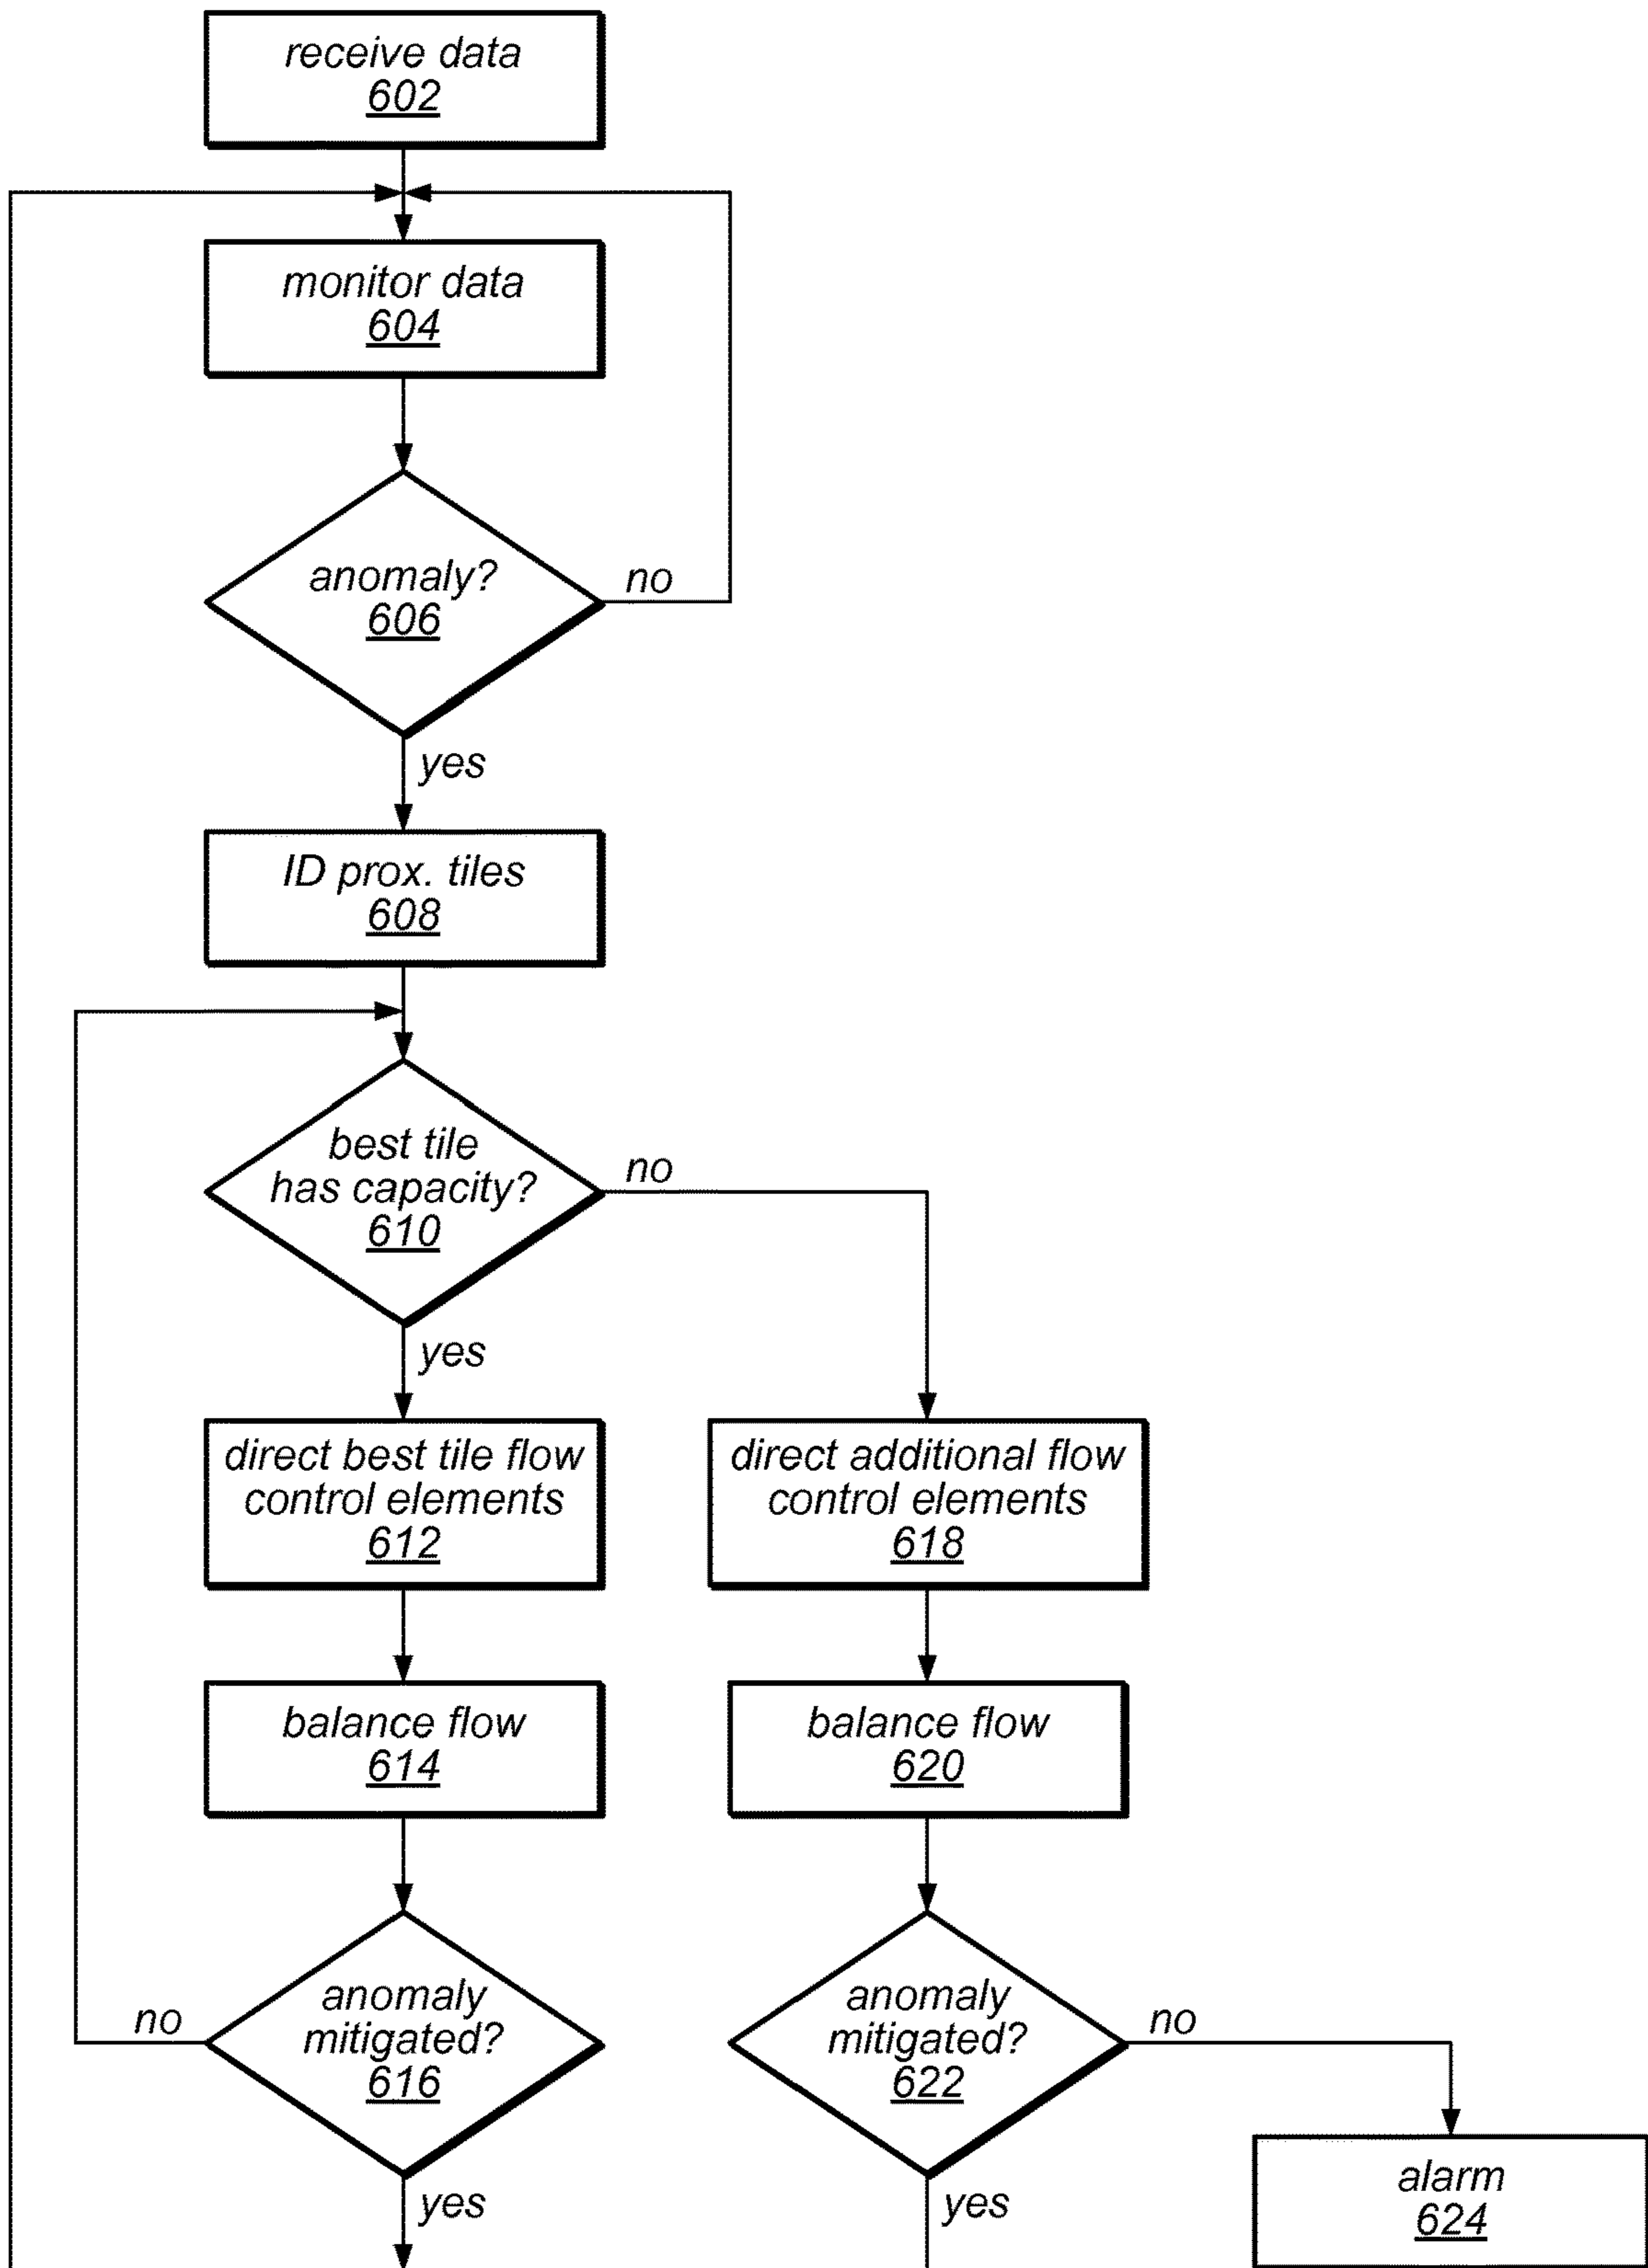 receive data
602
monitor data
604
anomaly?
606
no
yes
ID prox. tiles
608
best tile
has capacity?
610
no
yes
direct best tile flow
control elements
612
direct additional flow
control elements
618
balance flow
614
balance flow
620
anomaly
mitigated?
616
no
yes
anomaly
mitigated?
622
no
yes
alarm
624